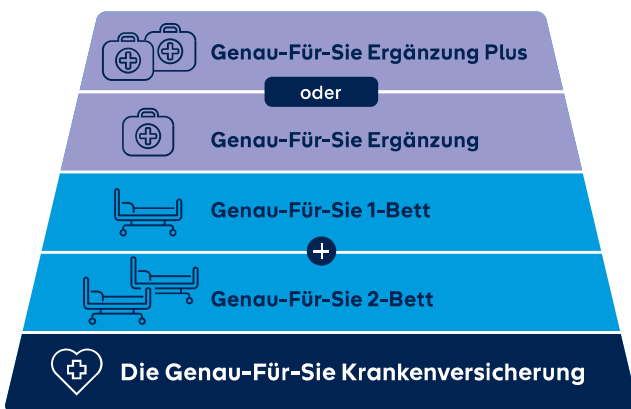 Genau-Für-Sie Ergänzung Plus
oder
Genau-Für-Sie Ergänzung
Genau-Für-Sie 1-Bett
+
Genau-Für-Sie 2-Bett
Die Genau-Für-Sie Krankenversicherung